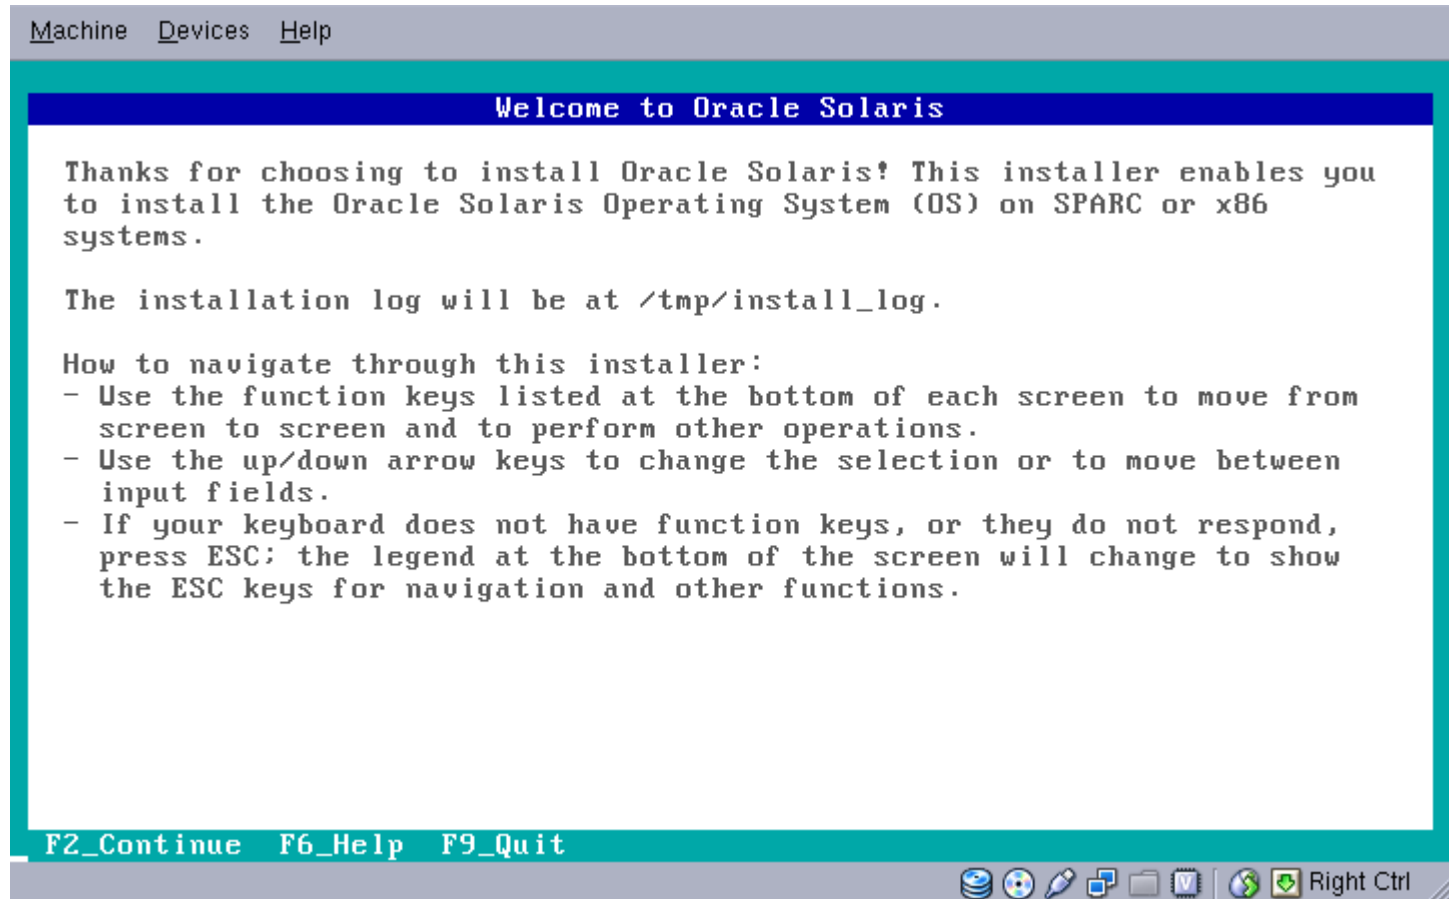 Machine Devices Help
Welcome to Oracle Solaris
Thanks for choosing to install Oracle Solaris! This installer enables you
to install the Oracle Solaris Operating System (OS) on SPARC or x86
systems.
The installation log will be at /tmp/install_log.
How to navigate through this installer:
- Use the function keys listed at the bottom of each screen to move from
screen to screen and to perform other operations.
- Use the up/down arrow keys to change the selection or to move between
input fields.
- If your keyboard does not have function keys, or they do not respond,
press ESC; the legend at the bottom of the screen will change to show
the ESC keys for navigation and other functions.
F2_Continue F6_Help F9_Quit
Right Ctrl